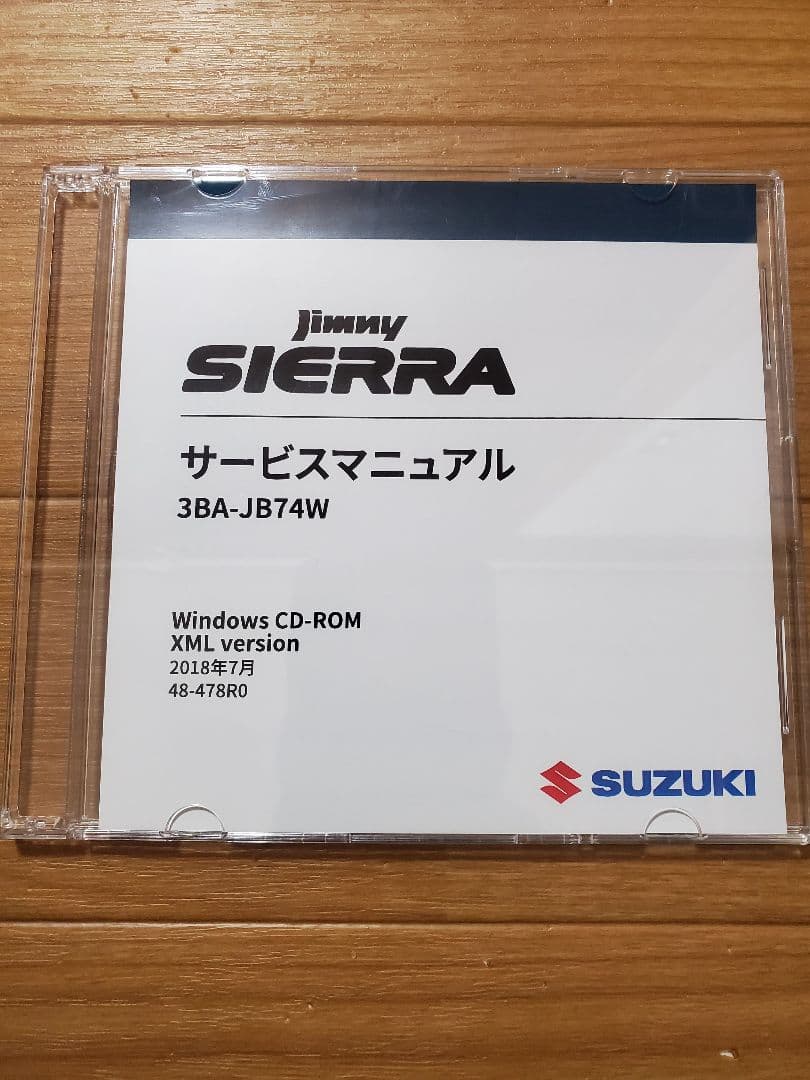 Jimny
SIERRA
サービスマニュアル
3BA-JB74W
Windows CD-ROM
XML version
2018年7月
48-478R0
SUZUKI